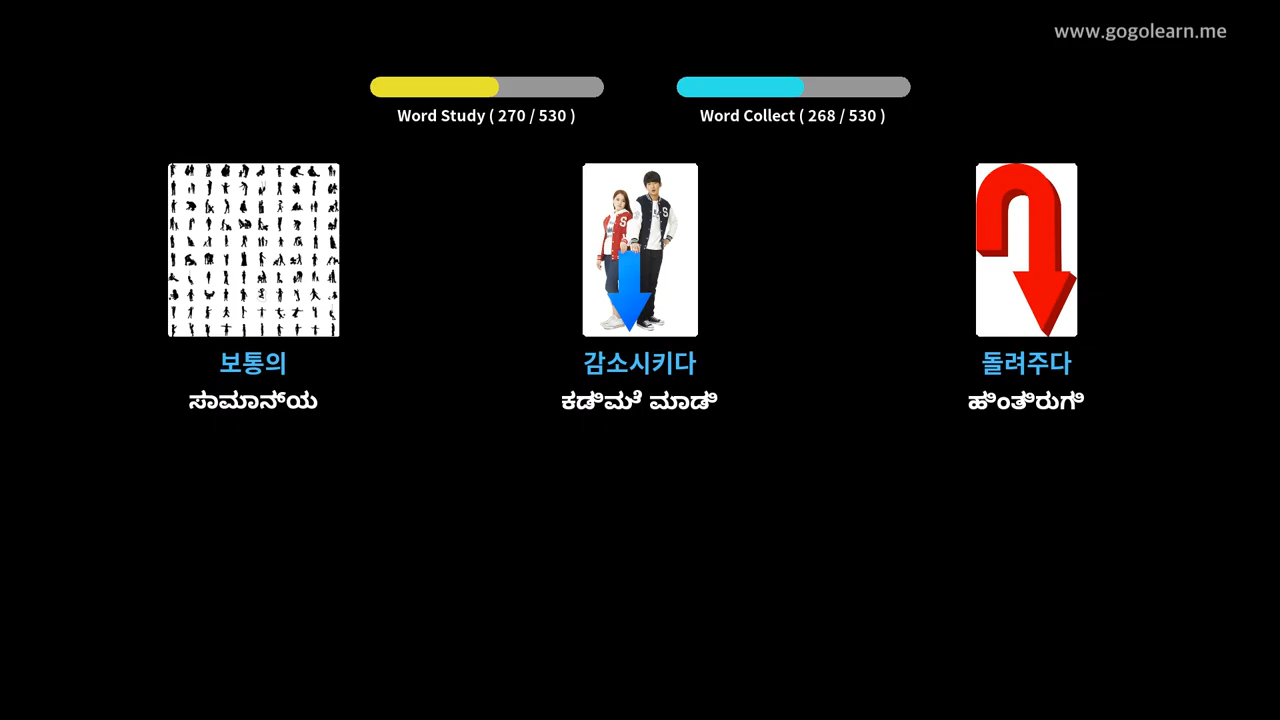 www.gogolearn.me
Word Study ( 270 / 530 )
Word Collect ( 268 / 530 )
보통의
감소시키다
돌려주다
ಸಾಮಾನ್ಯ
ಕಡಿಮೆ ಮಾಡಿ
ಹಿಂತಿರುಗಿ